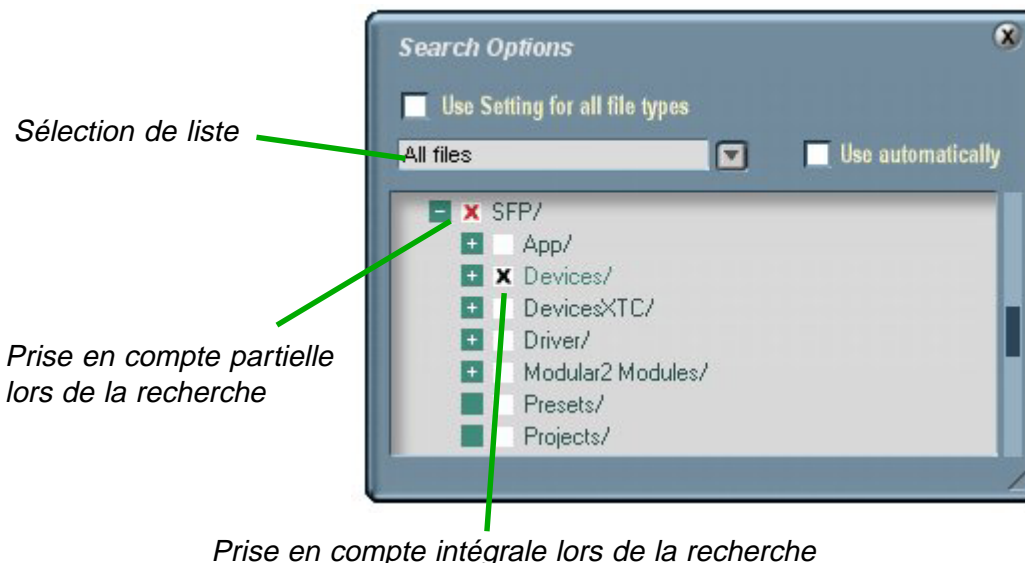 Search Options
Use Setting for all file types
Sélection de liste
All files
Use automatically
SFP/
App/
Devices/
DevicesXTC/
Driver/
Modular2 Modules/
Presets/
Projects/
Prise en compte partielle
lors de la recherche
Prise en compte intégrale lors de la recherche